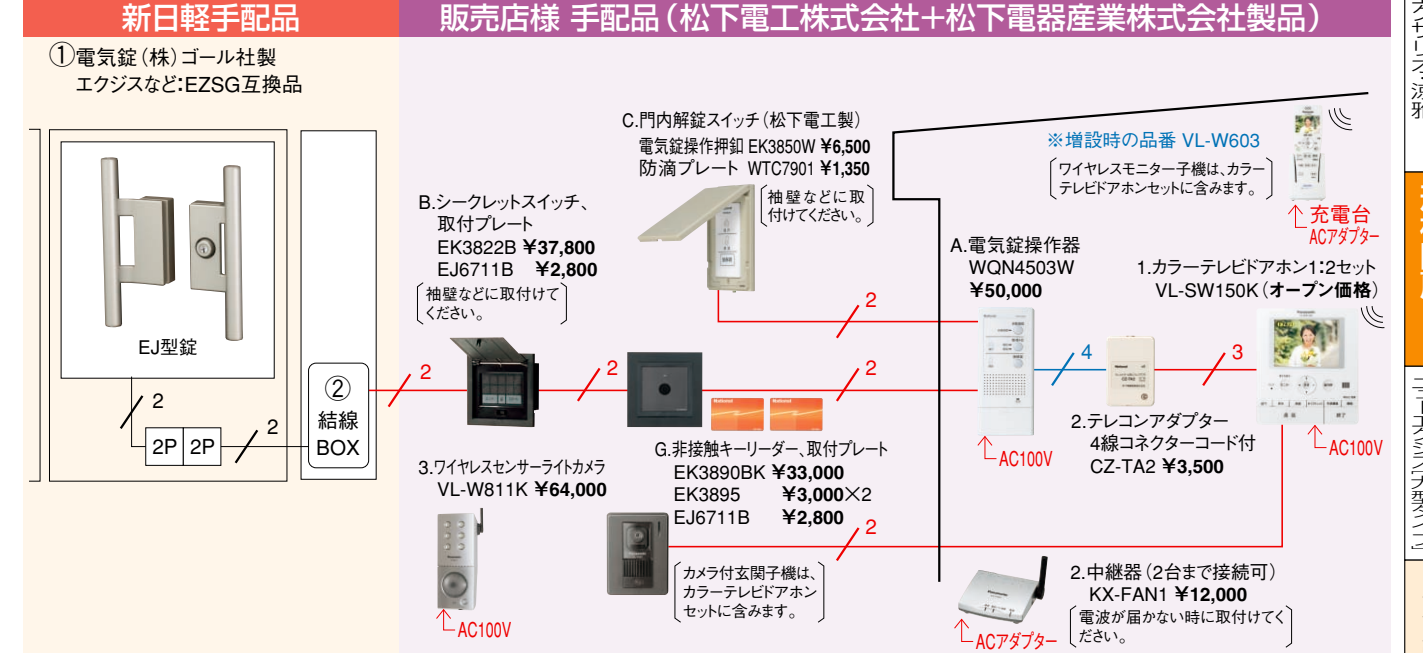 新日軽手配品
販売店様 手配品（松下電工株式会社＋松下電器産業株式会社製品）
①電気錠（株）ゴール社製
エクジスなど：EZSG互換品
EJ型錠
2
2P 2P
2
②
結線
BOX
2
B.シークレットスイッチ、
取付プレート
EK3822B ¥37,800
EJ6711B ¥2,800
袖壁などに取付けて
ください。
2
C.門内解錠スイッチ（松下電工製）
電気錠操作押釦 EK3850W ¥6,500
防滴プレート WTC7901 ¥1,350
袖壁などに取
付けてください。
2
2
National National
G.非接触キーリーダー、取付プレート
EK3890BK ¥33,000
EK3895 ¥3,000×2
EJ6711B ¥2,800
3.ワイヤレスセンサーライトカメラ
VL-W811K ¥64,000
AC100V
カメラ付玄関子機は、
カラーテレビドアホン
セットに含みます。
2
A.電気錠操作器
WQN4503W
¥50,000
AC100V
4
2.テレコンアダプター
4線コネクターコード付
CZ-TA2 ¥3,500
3
※増設時の品番 VL-W603
ワイヤレスモニター子機は、カラー
テレビドアホンセットに含みます。
充電台
ACアダプター
1.カラーテレビドアホン1：2セット
VL-SW150K（オープン価格）
AC100V
2.中継器（2台まで接続可）
KX-FAN1 ¥12,000
電波が届かない時に取付けてく
ださい。
ACアダプター